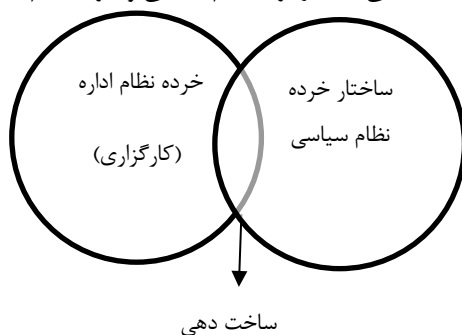 ساختار خرده
نظام سیاسی
خرده نظام اداره
(کارگزاری)
ساخت دهی